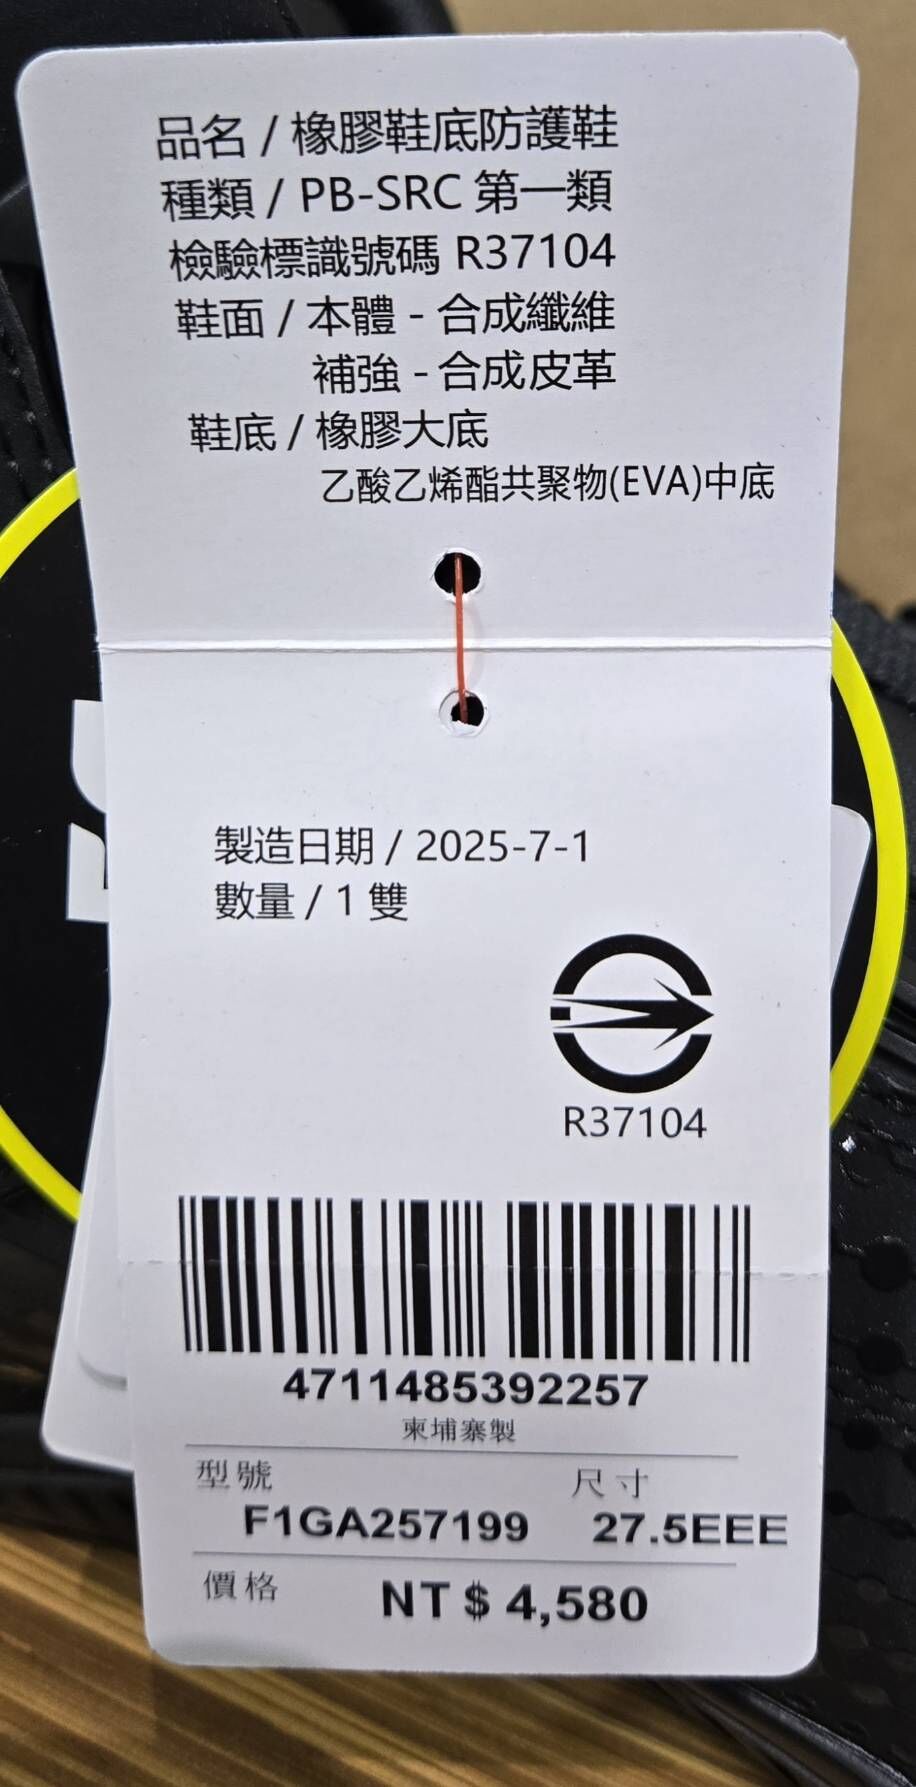 品名 / 橡膠鞋底防護鞋
種類 / PB-SRC 第一類
檢驗標識號碼 R37104
鞋面 / 本體 - 合成纖維
補強 - 合成皮革
鞋底 / 橡膠大底
乙酸乙烯酯共聚物(EVA)中底
製造日期 / 2025-7-1
數量 / 1 雙
R37104
4711485392257
柬埔寨製
型號 尺寸
F1GA257199 27.5EEE
價格 NT $ 4,580